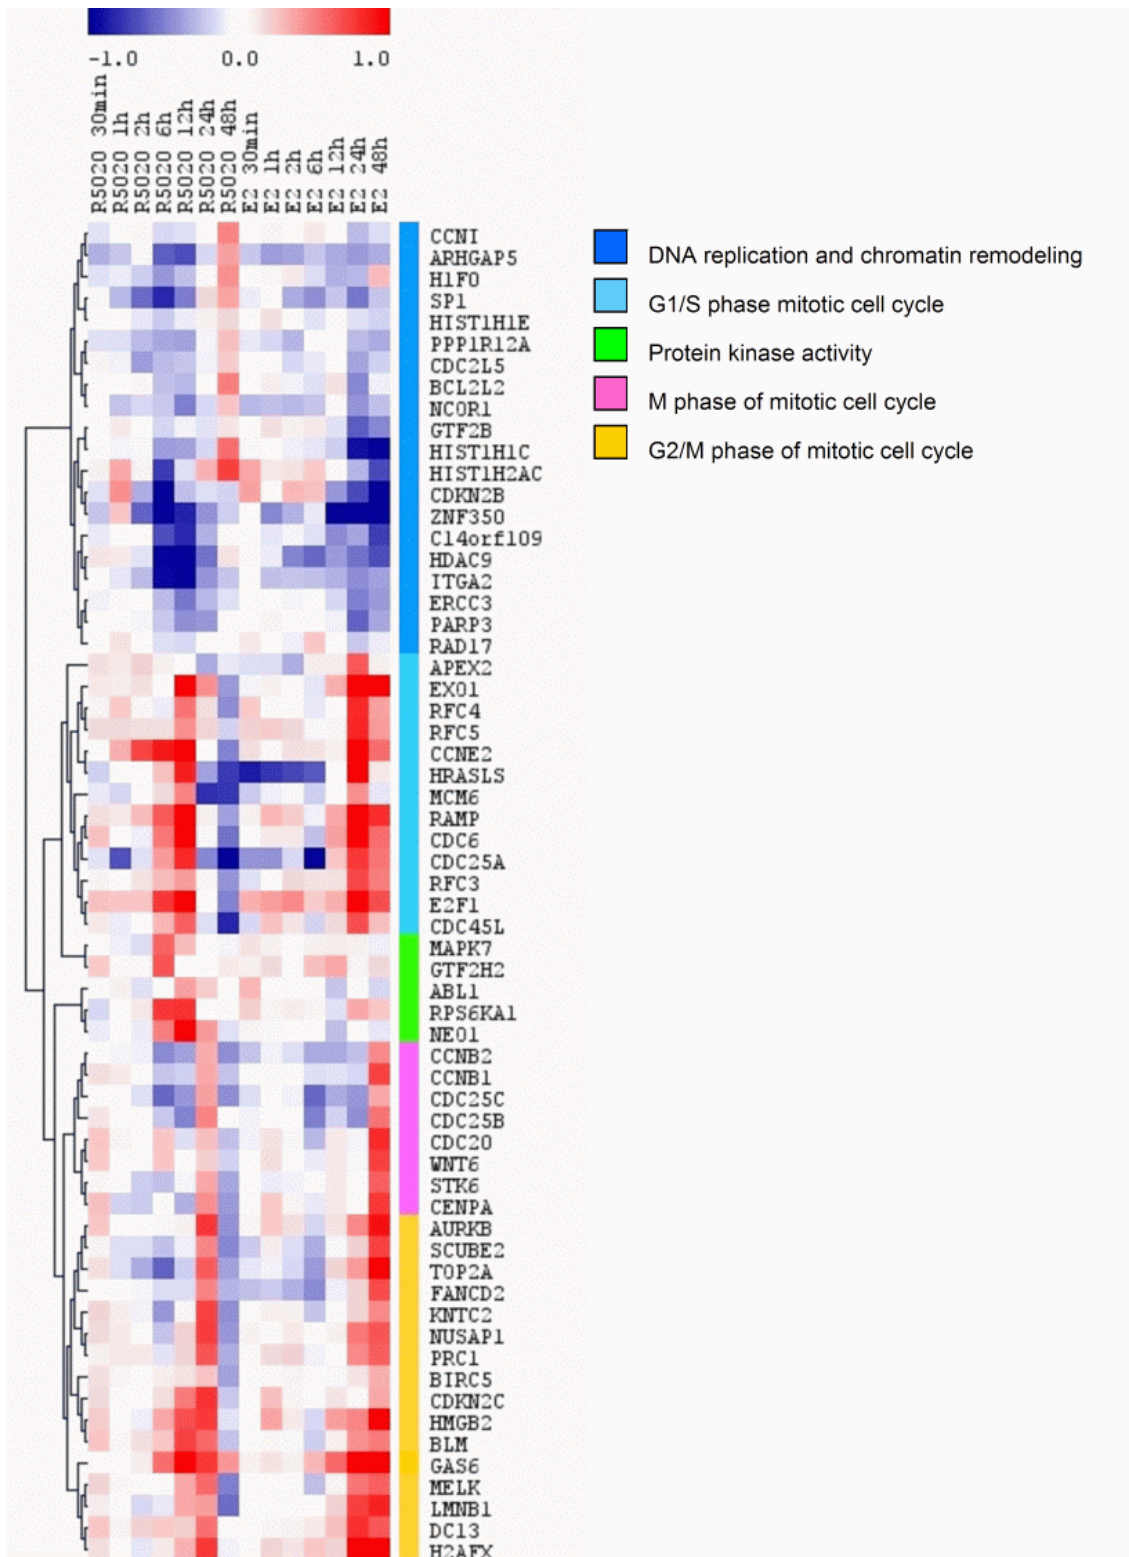 -1.0 0.0 1.0
R5020 30min
R5020 1h
R5020 2h
R5020 6h
R5020 12h
R5020 24h
R5020 48h
E2 30min
E2 1h
E2 2h
E2 6h
E2 12h
E2 24h
E2 48h
CCNI
ARHGAP5
H1F0
SP1
HIST1H1E
PPP1R12A
CDC2L5
BCL2L2
NCOR1
GTF2B
HIST1H1C
HIST1H2AC
CDKN2B
ZNF350
C14orf109
HDAC9
ITGA2
ERCC3
PARP3
RAD17
APEX2
EXO1
RFC4
RFC5
CCNE2
HRASLS
MCM6
RAMP
CDC6
CDC25A
RFC3
E2F1
CDC45L
MAPK7
GTF2H2
ABL1
RPS6KA1
NEO1
CCNB2
CCNB1
CDC25C
CDC25B
CDC20
WNT6
STK6
CENPA
AURKB
SCUBE2
TOP2A
FANCD2
KNTC2
NUSAP1
PRC1
BIRC5
CDKN2C
HMGB2
BLM
GAS6
MELK
LMNB1
DC13
H2AFX
DNA replication and chromatin remodeling
G1/S phase mitotic cell cycle
Protein kinase activity
M phase of mitotic cell cycle
G2/M phase of mitotic cell cycle